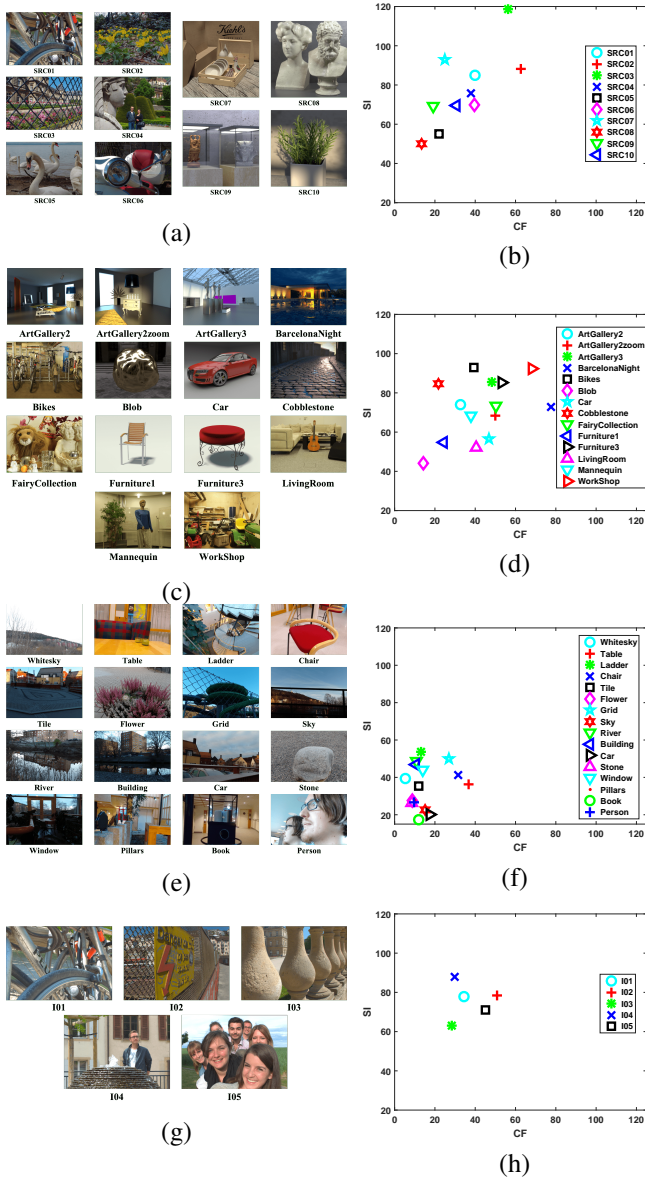 Kiehl's
SRC01 SRC02
SRC03 SRC04
SRC05 SRC06
SRC07 SRC08
SRC09 SRC10
(a)
SI
100
80
60
40
20
0 20 40 60 80 100 120
CF
SRC01
SRC02
SRC03
SRC04
SRC05
SRC06
SRC07
SRC08
SRC09
SRC10
(b)
ArtGallery2 ArtGallery2zoom ArtGallery3 BarcelonaNight
Bikes Blob Car Cobblestone
FairyCollection Furniture1 Furniture3 LivingRoom
Mannequin WorkShop
(c)
SI
120
100
80
60
40
20
0 20 40 60 80 100 120
CF
ArtGallery2
ArtGallery2zoom
ArtGallery3
BarcelonaNight
Bikes
Blob
Car
Cobblestone
FairyCollection
Furniture1
Furniture3
LivingRoom
Mannequin
WorkShop
(d)
Whitesky Table Ladder Chair
Tile Flower Grid Sky
River Building Car Stone
Window Pillars Book Person
(e)
SI
100
80
60
40
20
0 20 40 60 80 100 120
CF
Whitesky
Table
Ladder
Chair
Tile
Flower
Grid
Sky
River
Building
Car
Stone
Window
Pillars
Book
Person
(f)
I01 I02 I03
I04 I05
(g)
SI
120
100
80
60
40
20
0 20 40 60 80 100 120
CF
I01
I02
I03
I04
I05
(h)